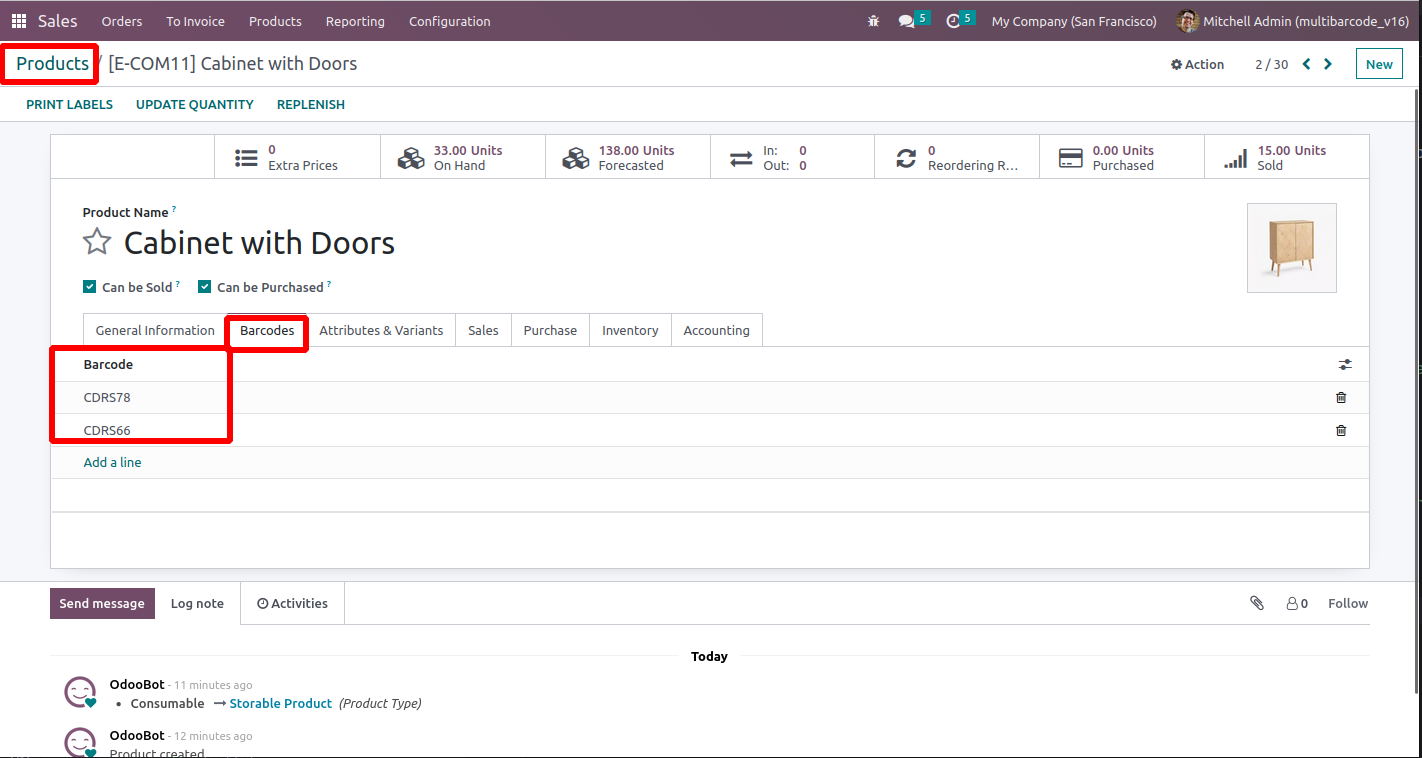 Sales Orders To Invoice Products Reporting Configuration 5 5 My Company (San Francisco) Mitchell Admin (multibarcode_v16)
Products / [E-COM11] Cabinet with Doors Action 2 / 30 New
PRINT LABELS UPDATE QUANTITY REPLENISH
0 Extra Prices
33.00 Units On Hand
138.00 Units Forecasted
In: 0
Out: 0
0 Reordering R...
0.00 Units Purchased
15.00 Units Sold
Product Name ?
Cabinet with Doors
Can be Sold ? Can be Purchased ?
General Information Barcodes Attributes & Variants Sales Purchase Inventory Accounting
Barcode
CDRS78
CDRS66
Add a line
Send message Log note Activities 0 Follow
Today
OdooBot - 11 minutes ago
• Consumable → Storable Product (Product Type)
OdooBot - 12 minutes ago
Product created